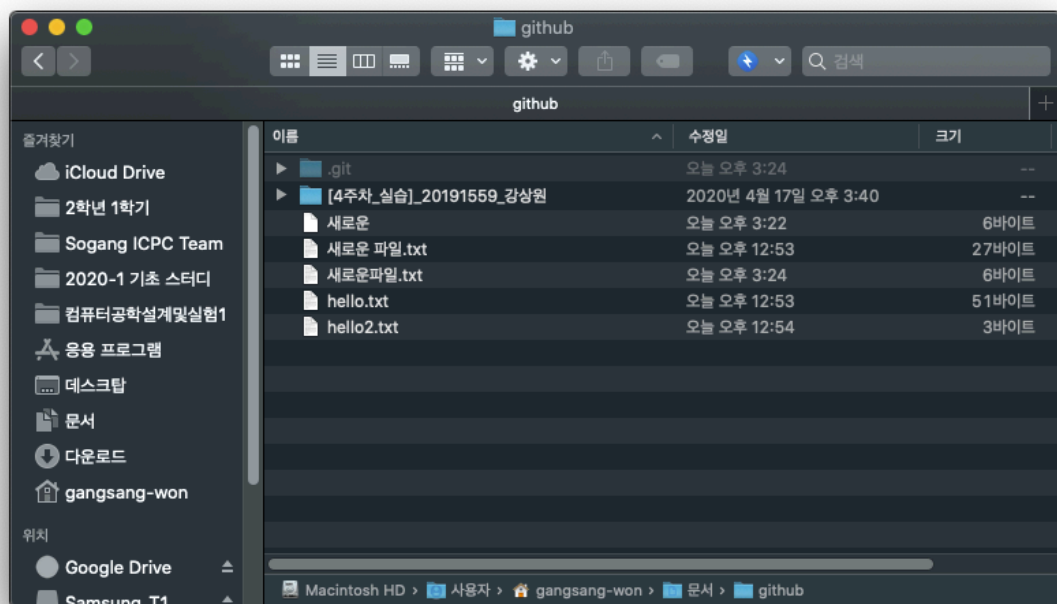 github
검색
github
즐겨찾기
iCloud Drive
2학년 1학기
Sogang ICPC Team
2020-1 기초 스터디
컴퓨터공학설계및실험1
응용 프로그램
데스크탑
문서
다운로드
gangsang-won
위치
Google Drive
Samsung T1
이름 수정일 크기
.git 오늘 오후 3:24 --
[4주차_실습]_20191559_강상원 2020년 4월 17일 오후 3:40 --
새로운 오늘 오후 3:22 6바이트
새로운 파일.txt 오늘 오후 12:53 27바이트
새로운파일.txt 오늘 오후 3:24 6바이트
hello.txt 오늘 오후 12:53 51바이트
hello2.txt 오늘 오후 12:54 3바이트
Macintosh HD › 사용자 › gangsang-won › 문서 › github